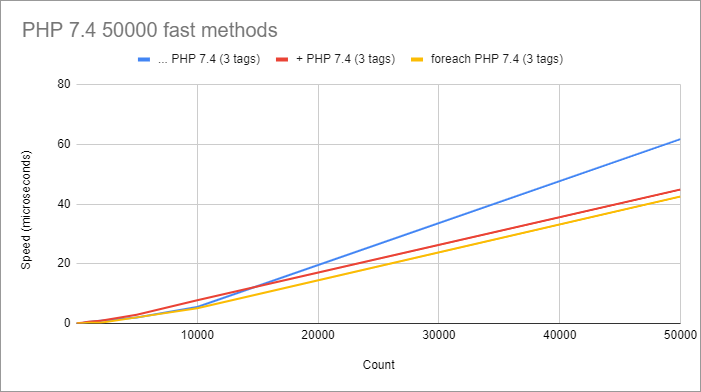 PHP 7.4 50000 fast methods
... PHP 7.4 (3 tags) + PHP 7.4 (3 tags) foreach PHP 7.4 (3 tags)
Speed (microseconds)
80
60
40
20
0
10000 20000 30000 40000 50000
Count